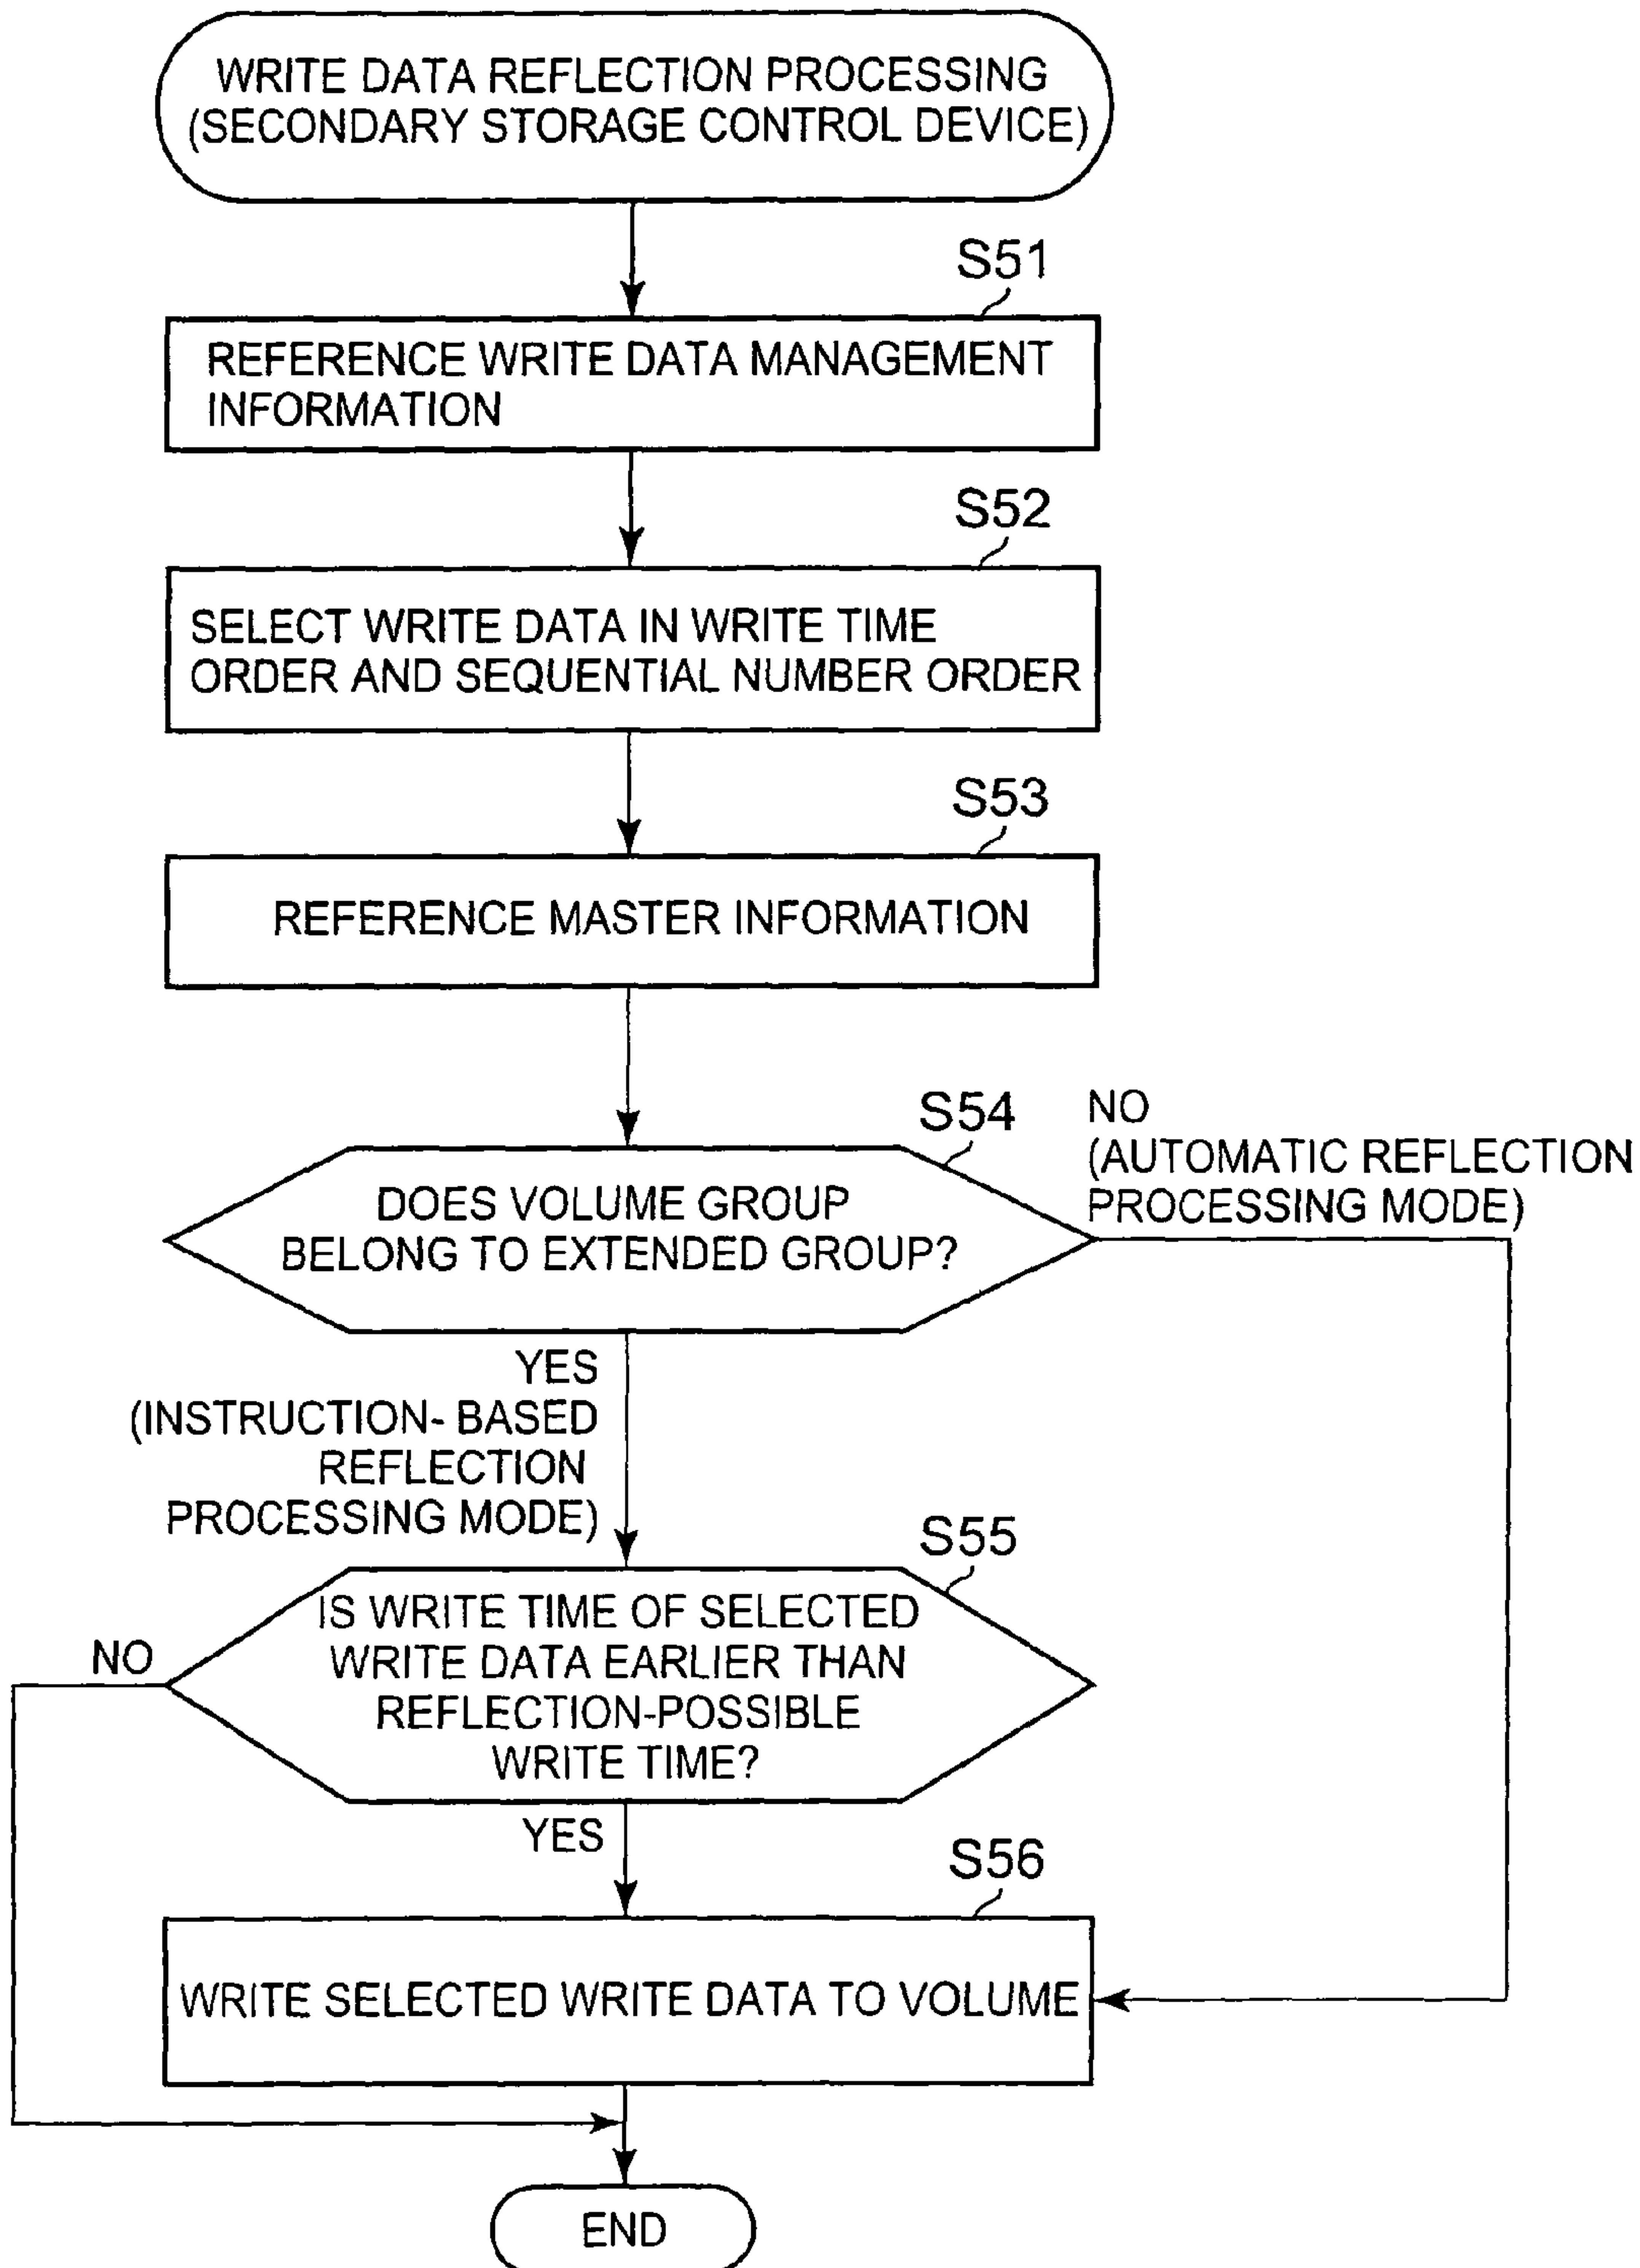 WRITE DATA REFLECTION PROCESSING
(SECONDARY STORAGE CONTROL DEVICE)
S51
REFERENCE WRITE DATA MANAGEMENT
INFORMATION
S52
SELECT WRITE DATA IN WRITE TIME
ORDER AND SEQUENTIAL NUMBER ORDER
S53
REFERENCE MASTER INFORMATION
S54
NO
(AUTOMATIC REFLECTION
PROCESSING MODE)
DOES VOLUME GROUP
BELONG TO EXTENDED GROUP?
YES
(INSTRUCTION- BASED
REFLECTION
PROCESSING MODE)
S55
IS WRITE TIME OF SELECTED
WRITE DATA EARLIER THAN
REFLECTION-POSSIBLE
WRITE TIME?
NO
YES
S56
WRITE SELECTED WRITE DATA TO VOLUME
END